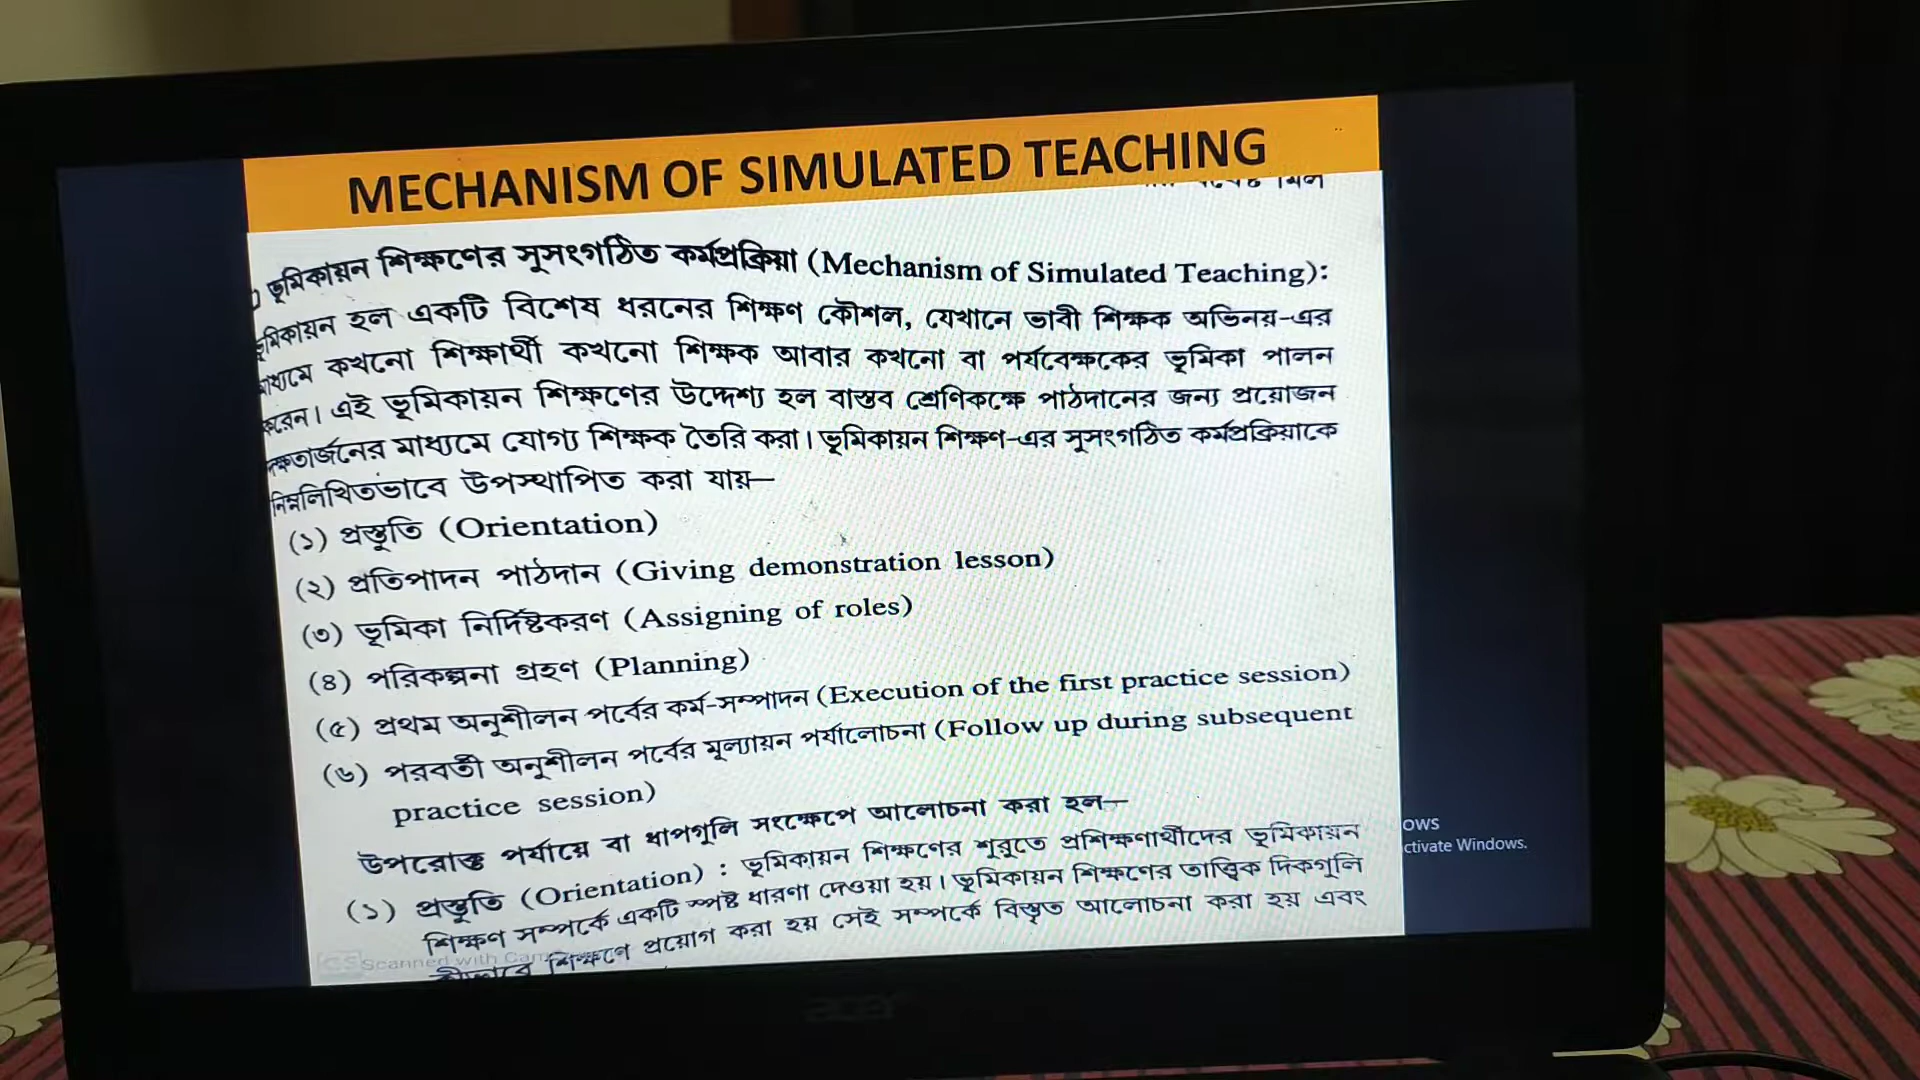 MECHANISM OF SIMULATED TEACHING
ভূমিকায়ন শিক্ষণের সুসংগঠিত কর্মপ্রক্রিয়া (Mechanism of Simulated Teaching):
ভূমিকায়ন হল একটি বিশেষ ধরনের শিক্ষণ কৌশল, যেখানে ভাবী শিক্ষক অভিনয়-এর
মাধ্যমে কখনো শিক্ষার্থী কখনো শিক্ষক আবার কখনো বা পর্যবেক্ষকের ভূমিকা পালন
করেন। এই ভূমিকায়ন শিক্ষণের উদ্দেশ্য হল বাস্তব শ্রেণিকক্ষে পাঠদানের জন্য প্রয়োজন
দক্ষতার্জনের মাধ্যমে যোগ্য শিক্ষক তৈরি করা। ভূমিকায়ন শিক্ষণ-এর সুসংগঠিত কর্মপ্রক্রিয়াকে
নিম্নলিখিতভাবে উপস্থাপিত করা যায়—
(১) প্রস্তুতি (Orientation)
(২) প্রতিপাদন পাঠদান (Giving demonstration lesson)
(৩) ভূমিকা নির্দিষ্টকরণ (Assigning of roles)
(৪) পরিকল্পনা গ্রহণ (Planning)
(৫) প্রথম অনুশীলন পর্বের কর্ম-সম্পাদন (Execution of the first practice session)
(৬) পরবর্তী অনুশীলন পর্বের মূল্যায়ন পর্যালোচনা (Follow up during subsequent
practice session)
উপরোক্ত পর্যায়ে বা ধাপগুলি সংক্ষেপে আলোচনা করা হল—
(১) প্রস্তুতি (Orientation) : ভূমিকায়ন শিক্ষণের শুরুতে প্রশিক্ষণার্থীদের ভূমিকায়ন
শিক্ষণ সম্পর্কে একটি স্পষ্ট ধারণা দেওয়া হয়। ভূমিকায়ন শিক্ষণের তাত্ত্বিক দিকগুলি
শিক্ষণে প্রয়োগ করা হয় সেই সম্পর্কে বিস্তৃত আলোচনা করা হয় এবং
CS Scanned with
ctivate Windows.
acer